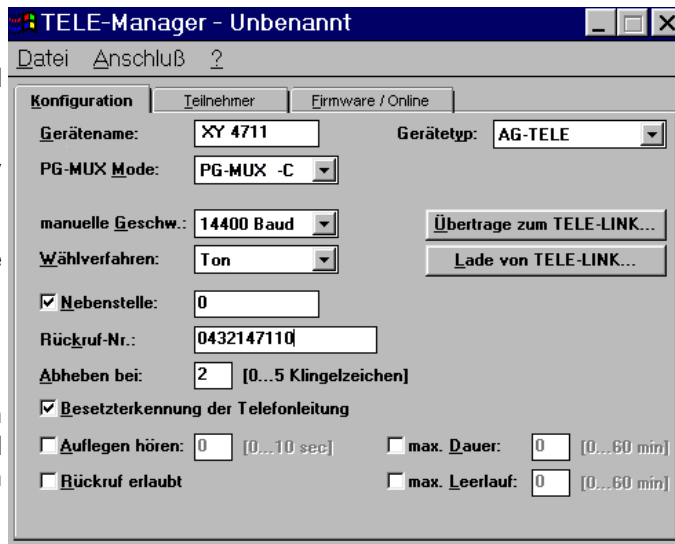 TELE-Manager - Unbenannt
Datei Anschluß ?
Konfiguration Teilnehmer Firmware / Online
Gerätename: XY 4711 Gerätetyp: AG-TELE
PG-MUX Mode: PG-MUX -C
manuelle Geschw.: 14400 Baud Übertrage zum TELE-LINK...
Wählverfahren: Ton Lade von TELE-LINK...
Nebenstelle: 0
Rückruf-Nr.: 0432147110
Abheben bei: 2 [0...5 Klingelzeichen]
Besetzterkennung der Telefonleitung
Auflegen hören: 0 [0...10 sec] max. Dauer: 0 [0...60 min]
Rückruf erlaubt max. Leerlauf: 0 [0...60 min]